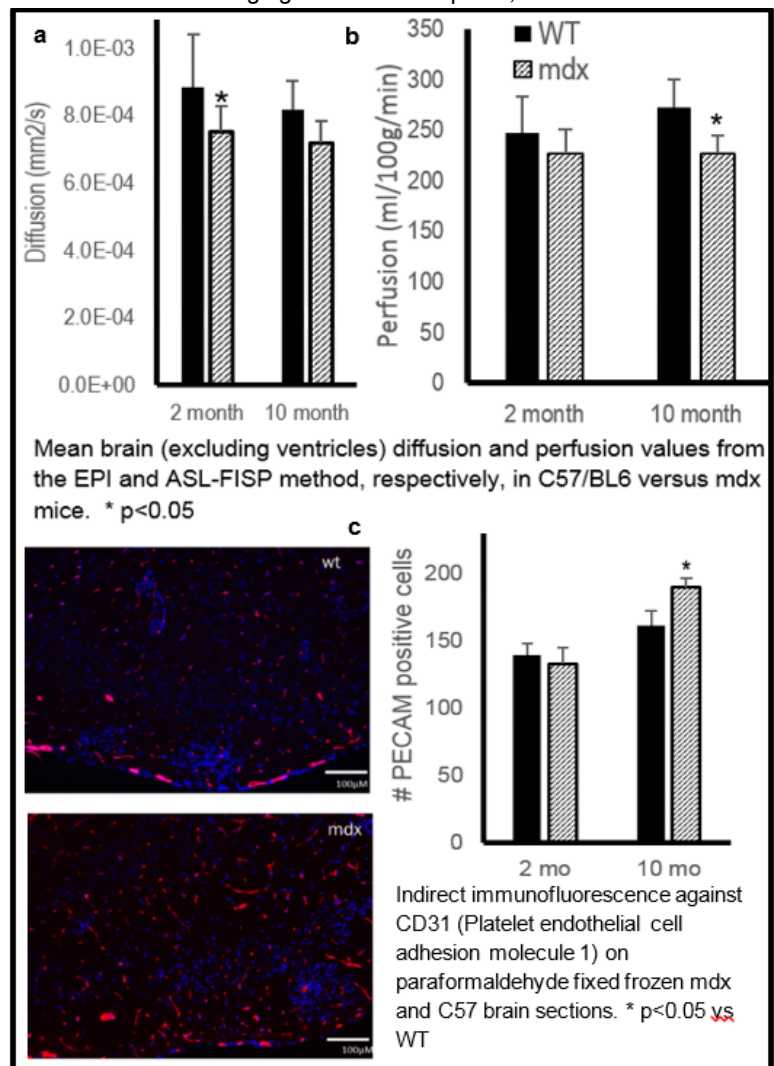 a
1.0E-03
8.0E-04
6.0E-04
4.0E-04
2.0E-04
0.0E+00
Diffusion (mm2/s)
*
2 month 10 month
b
WT
mdx
350
300
250
200
150
100
50
0
Perfusion (ml/100g/min)
*
2 month 10 month
Mean brain (excluding ventricles) diffusion and perfusion values from
the EPI and ASL-FISP method, respectively, in C57/BL6 versus mdx
mice. * p<0.05
wt
100µM
mdx
100µM
c
# PECAM positive cells
200
150
100
50
0
*
2 mo 10 mo
Indirect immunofluorescence against
CD31 (Platelet endothelial cell
adhesion molecule 1) on
paraformaldehyde fixed frozen mdx
and C57 brain sections. * p<0.05 vs
WT